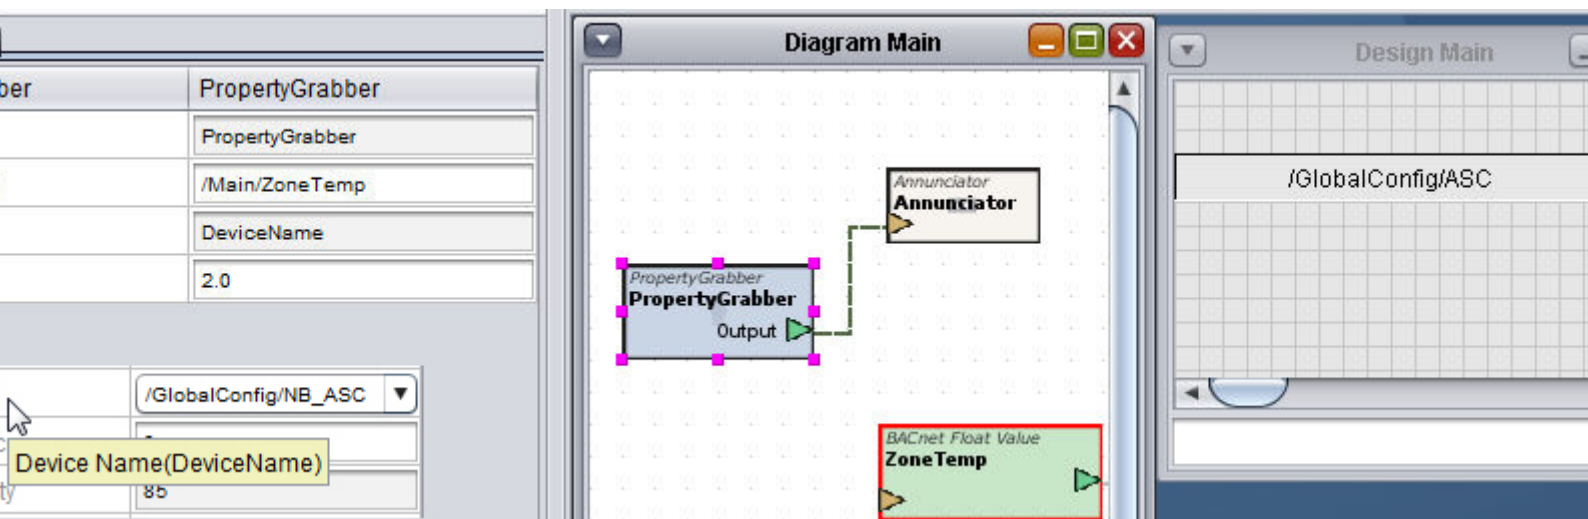 ber
PropertyGrabber
PropertyGrabber
/Main/ZoneTemp
DeviceName
2.0
/GlobalConfig/NB_ASC
Device Name(DeviceName)
ty
85
Diagram Main
Annunciator
Annunciator
PropertyGrabber
PropertyGrabber
Output
BACnet Float Value
ZoneTemp
Design Main
/GlobalConfig/ASC